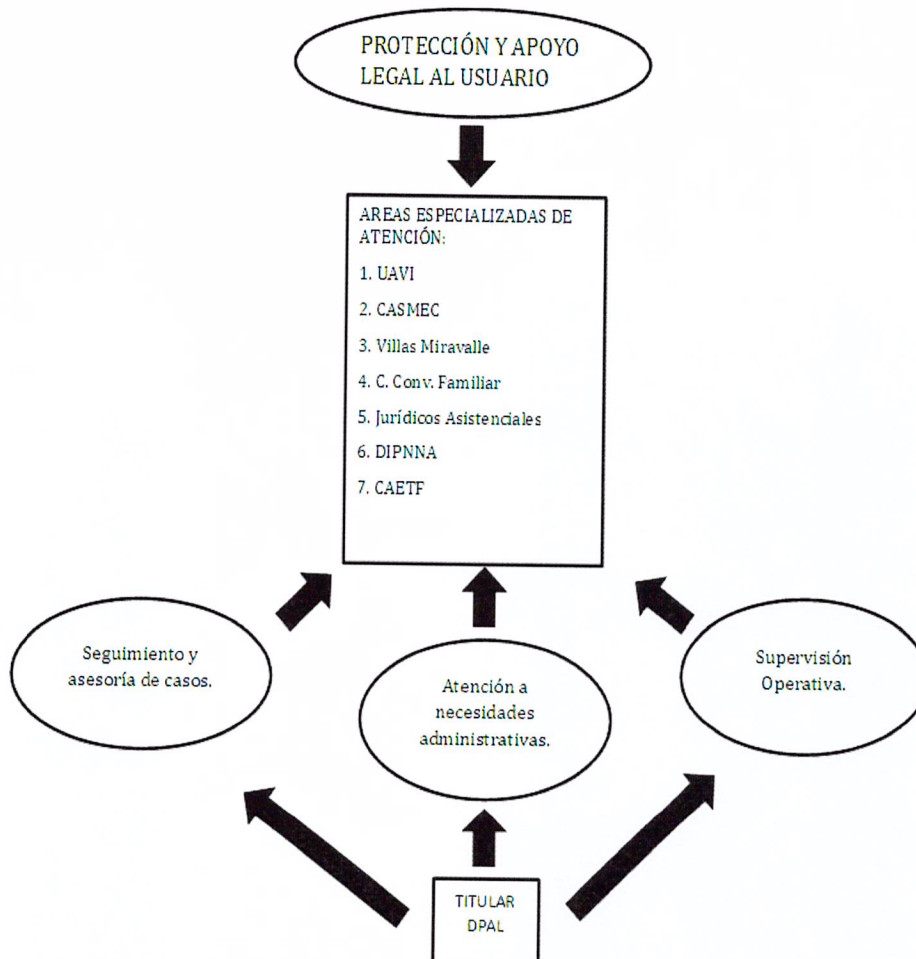 PROTECCIÓN Y APOYO
LEGAL AL USUARIO
AREAS ESPECIALIZADAS DE
ATENCIÓN:
1. UAVI
2. CASMEC
3. Villas Miravalle
4. C. Conv. Familiar
5. Jurídicos Asistenciales
6. DIPNNA
7. CAETF
Seguimiento y
asesoría de casos.
Atención a
necesidades
administrativas.
Supervisión
Operativa.
TITULAR
DPAL